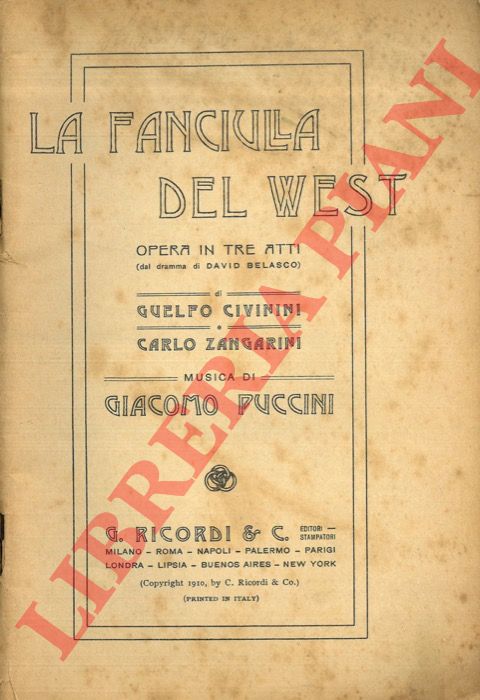 LA FANCIULLA
DEL WEST
OPERA IN TRE ATTI
(dal dramma di DAVID BELASCO)
di
GUELFO CIVININI
e
CARLO ZANGARINI
MUSICA DI
GIACOMO PUCCINI
G. RICORDI & C. EDITORI – STAMPATORI
MILANO – ROMA – NAPOLI – PALERMO – PARIGI
LONDRA – LIPSIA – BUENOS AIRES – NEW YORK
(Copyright 1910, by C. Ricordi & Co.)
(PRINTED IN ITALY)
LIBRERIA PIANI